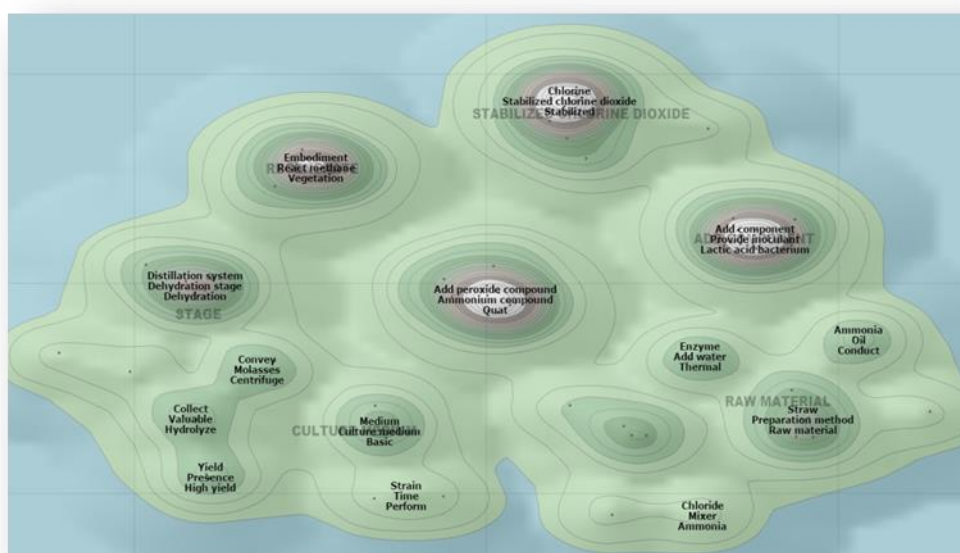 Chlorine
Stabilized chlorine dioxide
STABILIZED CHLORINE DIOXIDE
Stabilized
Embodiment
React methane
Vegetation
Add component
Provide inoculant
Lactic acid bacterium
Distillation system
Dehydration stage
Dehydration
STAGE
Add peroxide compound
Ammonium compound
Quat
Ammonia
Oil
Conduct
Enzyme
Add water
Thermal
Convey
Molasses
Centrifuge
RAW MATERIAL
Straw
Preparation method
Raw material
Collect
Valuable
Hydrolyze
Medium
Culture medium
Basic
Yield
Presence
High yield
Strain
Time
Perform
Chloride
Mixer
Ammonia